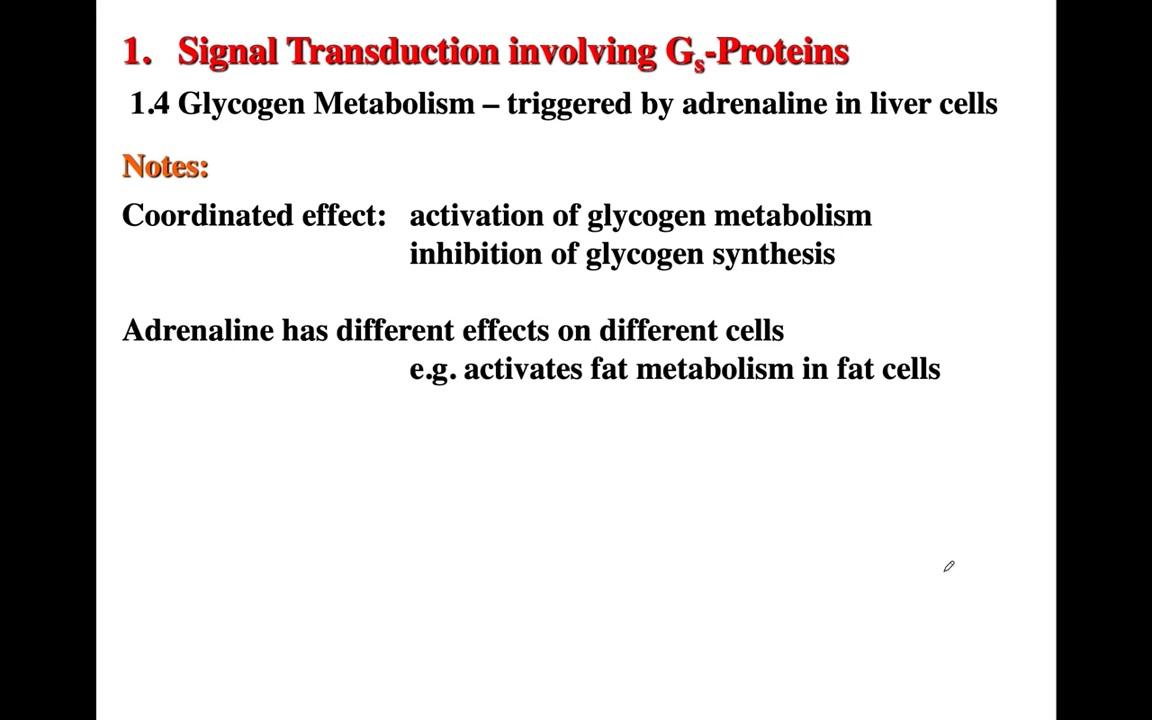 1. Signal Transduction involving Gs-Proteins
1.4 Glycogen Metabolism – triggered by adrenaline in liver cells
Notes:
Coordinated effect: activation of glycogen metabolism
inhibition of glycogen synthesis
Adrenaline has different effects on different cells
e.g. activates fat metabolism in fat cells